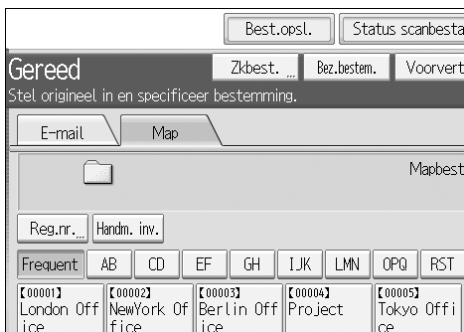 Best.opsl. Status scanbesta
Gereed Zkbest. ... Bez.bestem. Voorvert
Stel origineel in en specificeer bestemming.
E-mail Map
Mapbest
Reg.nr.... Handm. inv.
Frequent AB CD EF GH IJK LMN OPQ RST
【00001】 【00002】 【00003】 【00004】 【00005】
London Off NewYork Of Berlin Off Project Tokyo Offi
ice ffice ice ce